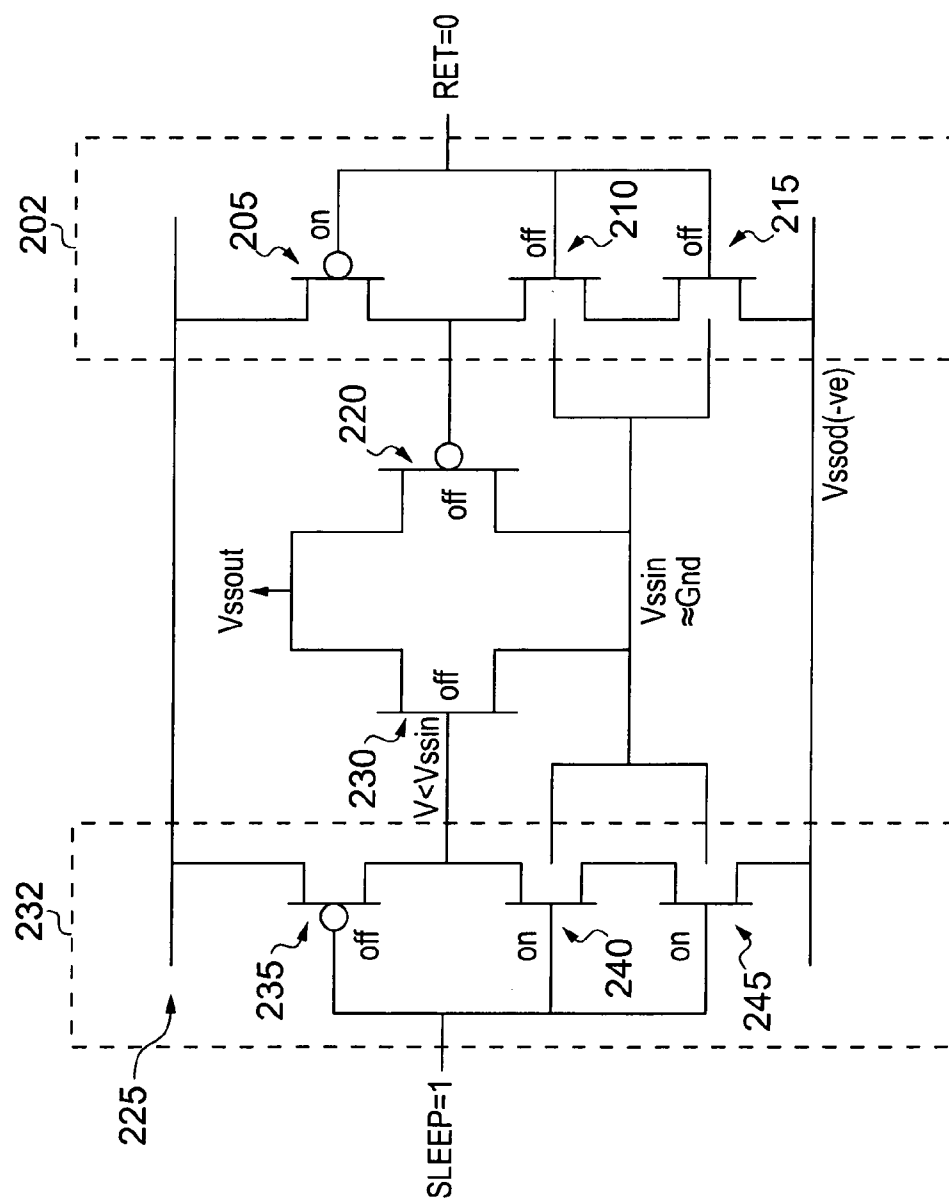 232
202
225
235
off
on
240
on
245
SLEEP=1
V<Vssin
230
off
Vssout
220
off
Vssin
≈Gnd
205
on
off
210
off
215
RET=0
Vssod(-ve)